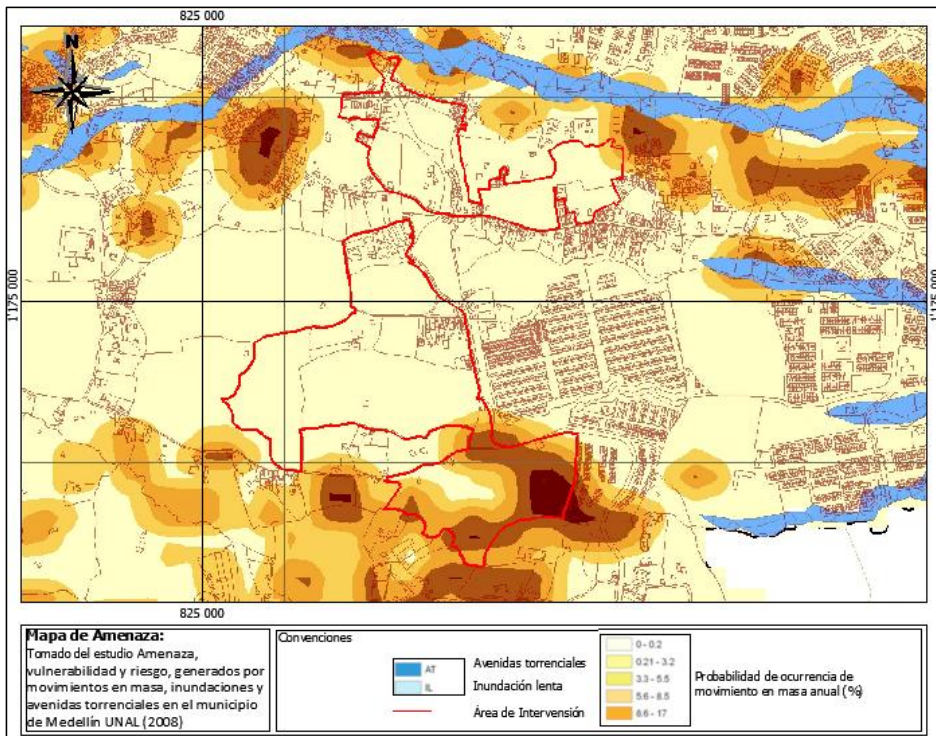 825 000
N
1'175 000
1'175 000
825 000
Mapa de Amenaza:
Tomado del estudio Amenaza,
vulnerabilidad y riesgo, generados por
movimientos en masa, inundaciones y
avenidas torrenciales en el municipio
de Medellín UNAL (2008)
Convenciones
AT
Avenidas torrenciales
IL
Inundación lenta
Área de Intervención
0 - 0.2
0.21 - 3.2
3.3 - 5.5
5.6 - 8.5
8.6 - 17
Probabilidad de ocurrencia de
movimiento en masa anual (%)